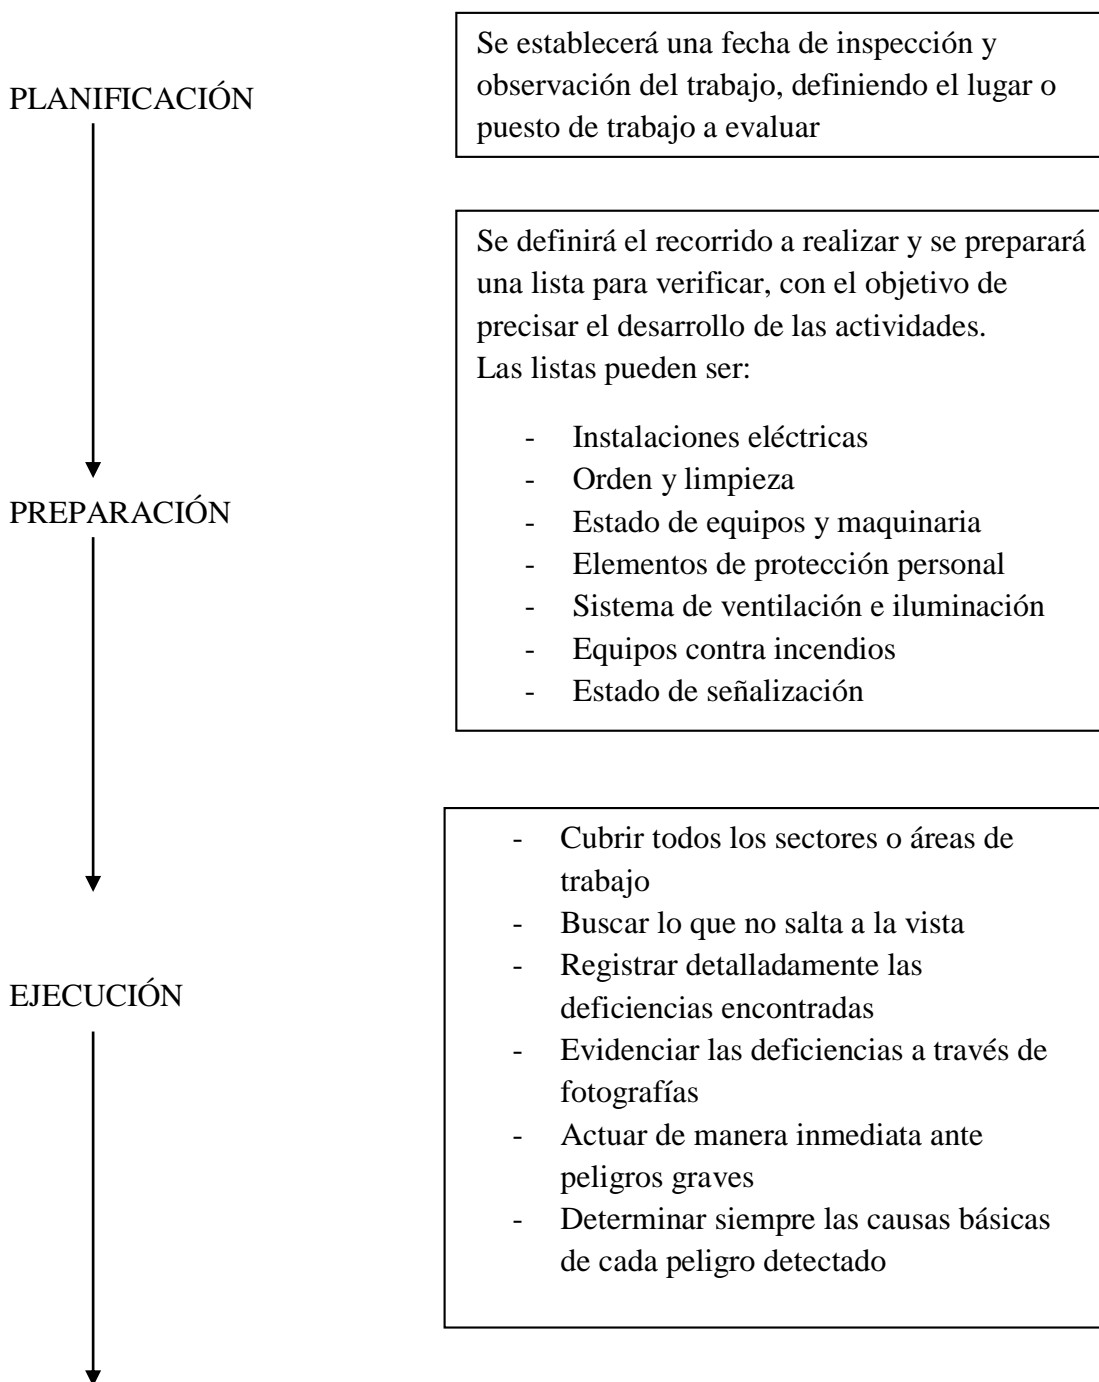 PLANIFICACIÓN
Se establecerá una fecha de inspección y
observación del trabajo, definiendo el lugar o
puesto de trabajo a evaluar
PREPARACIÓN
Se definirá el recorrido a realizar y se preparará
una lista para verificar, con el objetivo de
precisar el desarrollo de las actividades.
Las listas pueden ser:
- Instalaciones eléctricas
- Orden y limpieza
- Estado de equipos y maquinaria
- Elementos de protección personal
- Sistema de ventilación e iluminación
- Equipos contra incendios
- Estado de señalización
EJECUCIÓN
- Cubrir todos los sectores o áreas de
trabajo
- Buscar lo que no salta a la vista
- Registrar detalladamente las
deficiencias encontradas
- Evidenciar las deficiencias a través de
fotografías
- Actuar de manera inmediata ante
peligros graves
- Determinar siempre las causas básicas
de cada peligro detectado